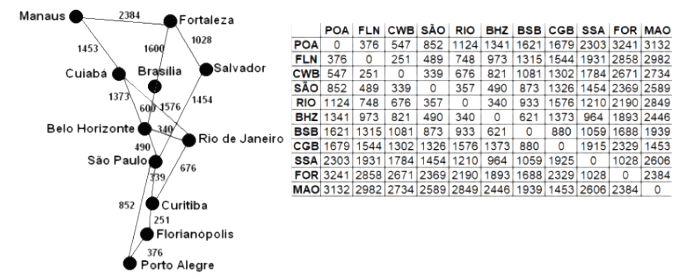 Manaus
2384
Fortaleza
1453
1600
1028
Cuiabá
Brasília
Salvador
1373
600
1576
1454
Belo Horizonte
340
Rio de Janeiro
490
São Paulo
339
676
852
Curitiba
251
Florianópolis
376
Porto Alegre
POA FLN CWB SÃO RIO BHZ BSB CGB SSA FOR MAO
POA 0 376 547 852 1124 1341 1621 1679 2303 3241 3132
FLN 376 0 251 489 748 973 1315 1544 1931 2858 2982
CWB 547 251 0 339 676 821 1081 1302 1784 2671 2734
SÃO 852 489 339 0 357 490 873 1326 1454 2369 2589
RIO 1124 748 676 357 0 340 933 1576 1210 2190 2849
BHZ 1341 973 821 490 340 0 621 1373 964 1893 2446
BSB 1621 1315 1081 873 933 621 0 880 1059 1688 1939
CGB 1679 1544 1302 1326 1576 1373 880 0 1915 2329 1453
SSA 2303 1931 1784 1454 1210 964 1059 1925 0 1028 2606
FOR 3241 2858 2671 2369 2190 1893 1688 2329 1028 0 2384
MAO 3132 2982 2734 2589 2849 2446 1939 1453 2606 2384 0